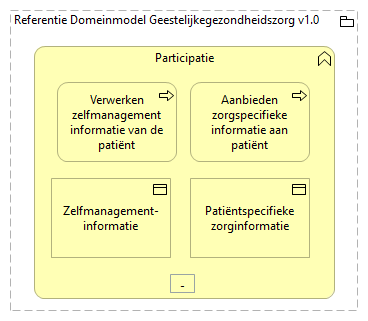 Referentie Domeinmodel Geestelijkegezondheidszorg v1.0
Participatie
Verwerken
zelfmanagement
informatie van de
patiënt
Aanbieden
zorgspecifieke
informatie aan
patiënt
Zelfmanagement-
informatie
Patiëntspecifieke
zorginformatie
-